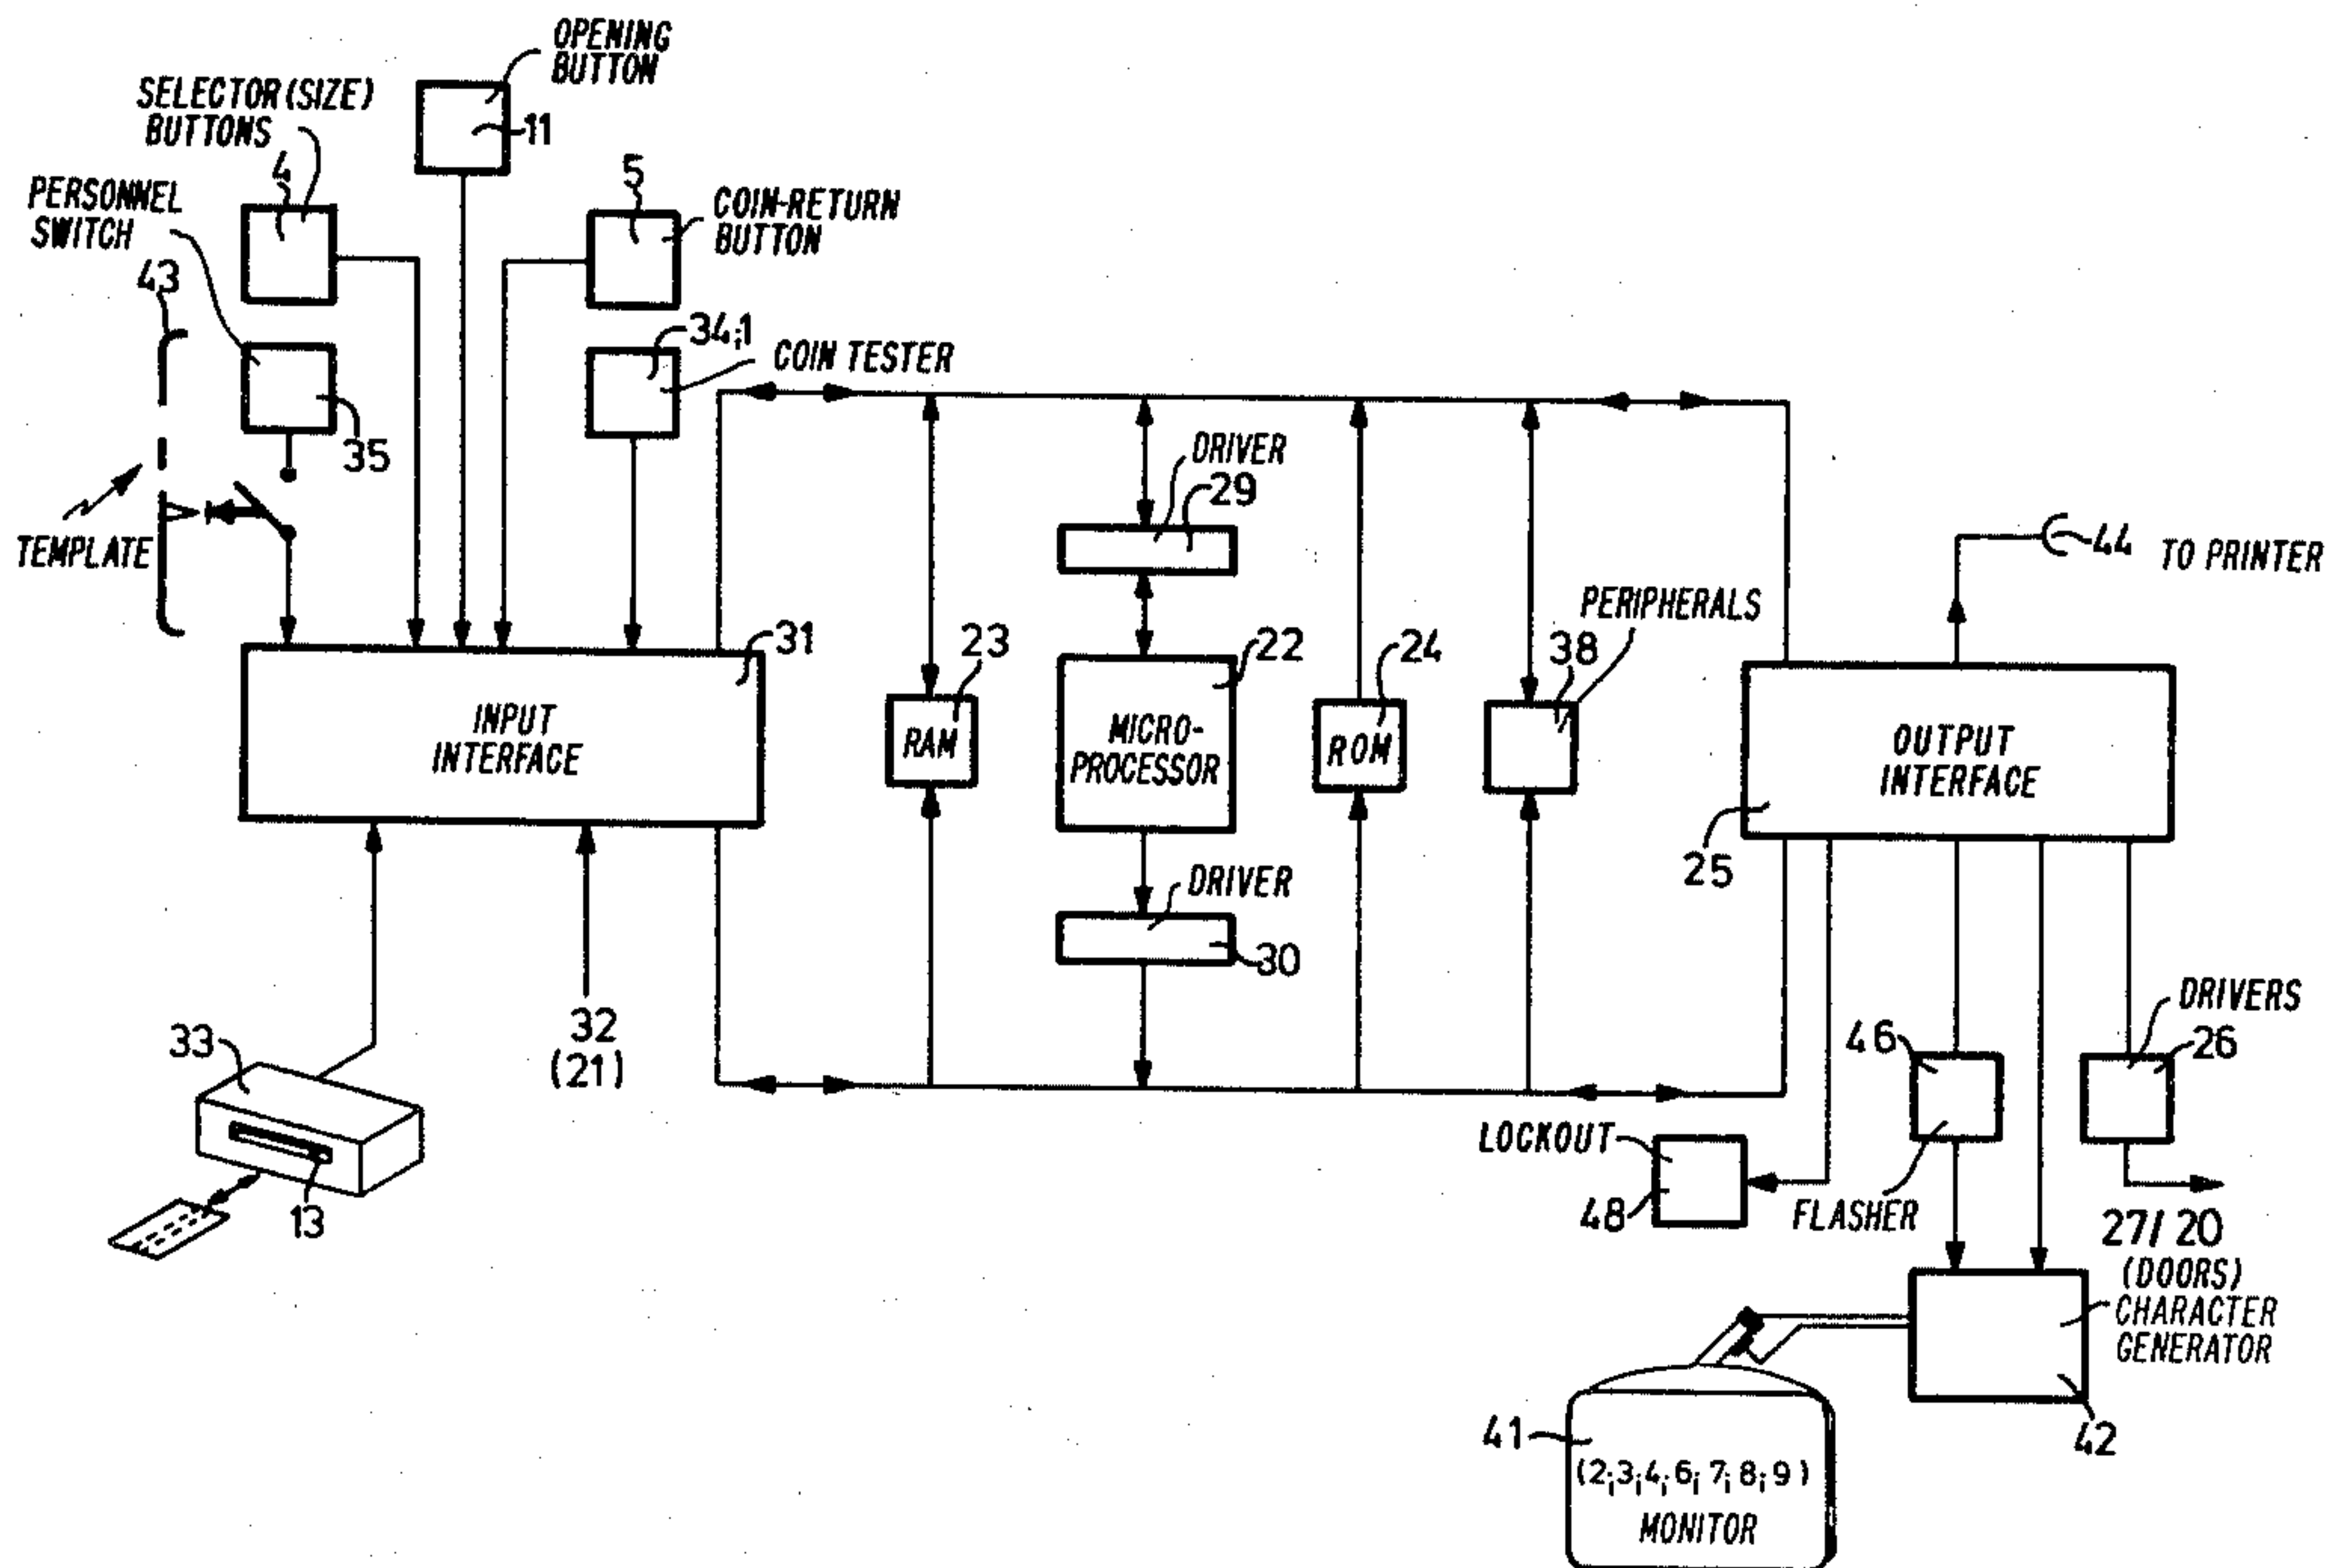 OPENING
BUTTON
11
SELECTOR (SIZE)
BUTTONS
4
PERSONNEL
SWITCH
43
35
5
COIN-RETURN
BUTTON
34;1
COIN TESTER
TEMPLATE
DRIVER
29
44 TO PRINTER
PERIPHERALS
31
23
22
24
38
INPUT
INTERFACE
RAM
MICRO-
PROCESSOR
ROM
OUTPUT
INTERFACE
25
DRIVER
30
32
(21)
33
13
DRIVERS
26
46
LOCKOUT
48
FLASHER
27/20
(DOORS)
CHARACTER
GENERATOR
42
41
(2;3;4;6;7;8;9)
MONITOR